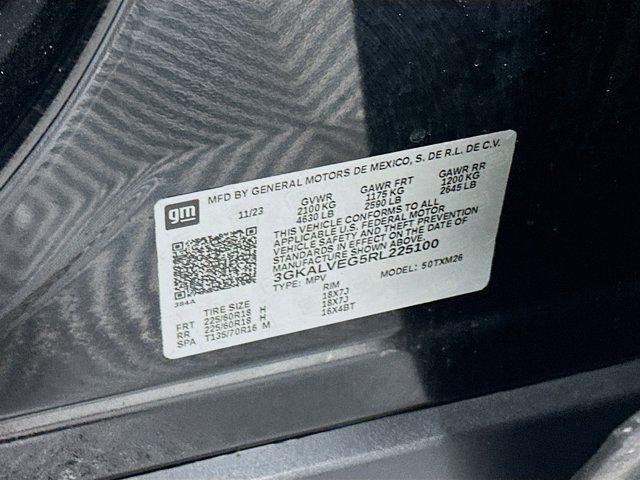 gm
MFD BY GENERAL MOTORS DE MEXICO, S. DE R.L. DE C.V.
11/23 GVWR GAWR FRT GAWR RR
2100 KG 1175 KG 1200 KG
4630 LB 2590 LB 2645 LB
THIS VEHICLE CONFORMS TO ALL
APPLICABLE U.S. FEDERAL MOTOR
VEHICLE SAFETY AND THEFT PREVENTION
STANDARDS IN EFFECT ON THE DATE OF
MANUFACTURE SHOWN ABOVE.
3GKALVEG5RL225100
TYPE: MPV MODEL: 50TXM26
384A
TIRE SIZE RIM
FRT 225/60R18 H 18X7J
RR 225/60R18 H 18X7J
SPA T135/70R16 M 16X4BT